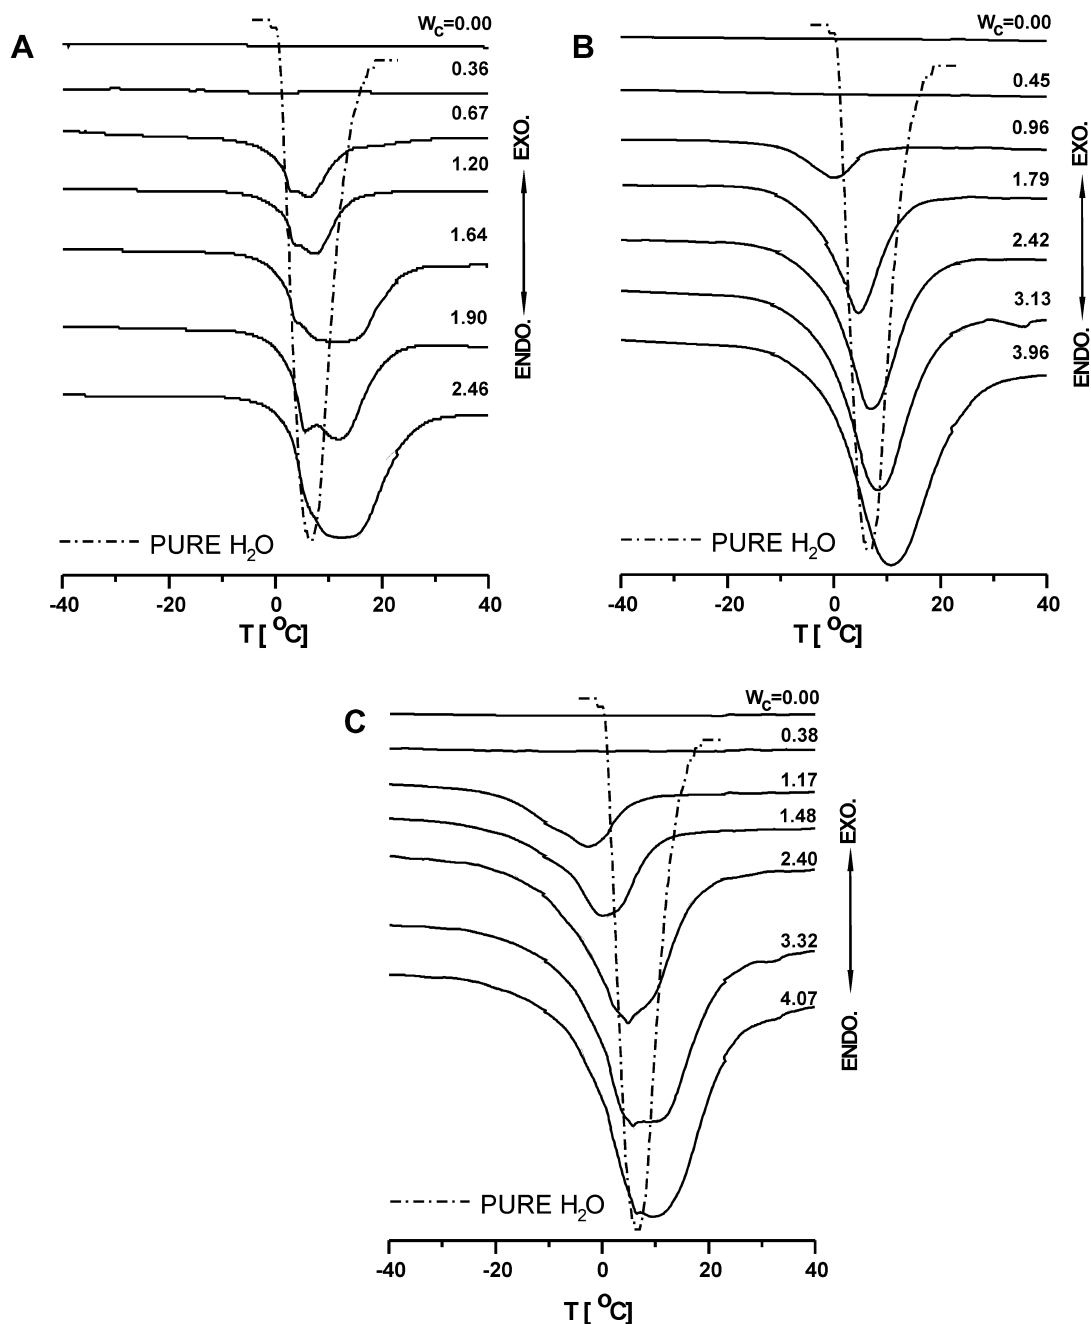 A
W_C=0.00
0.36
0.67
1.20
1.64
1.90
2.46
EXO.
ENDO.
PURE H₂O
-40 -20 0 20 40
T [ °C]
B
W_C=0.00
0.45
0.96
1.79
2.42
3.13
3.96
EXO.
ENDO.
PURE H₂O
-40 -20 0 20 40
T [ °C]
C
W_C=0.00
0.38
1.17
1.48
2.40
3.32
4.07
EXO.
ENDO.
PURE H₂O
-40 -20 0 20 40
T [ °C]